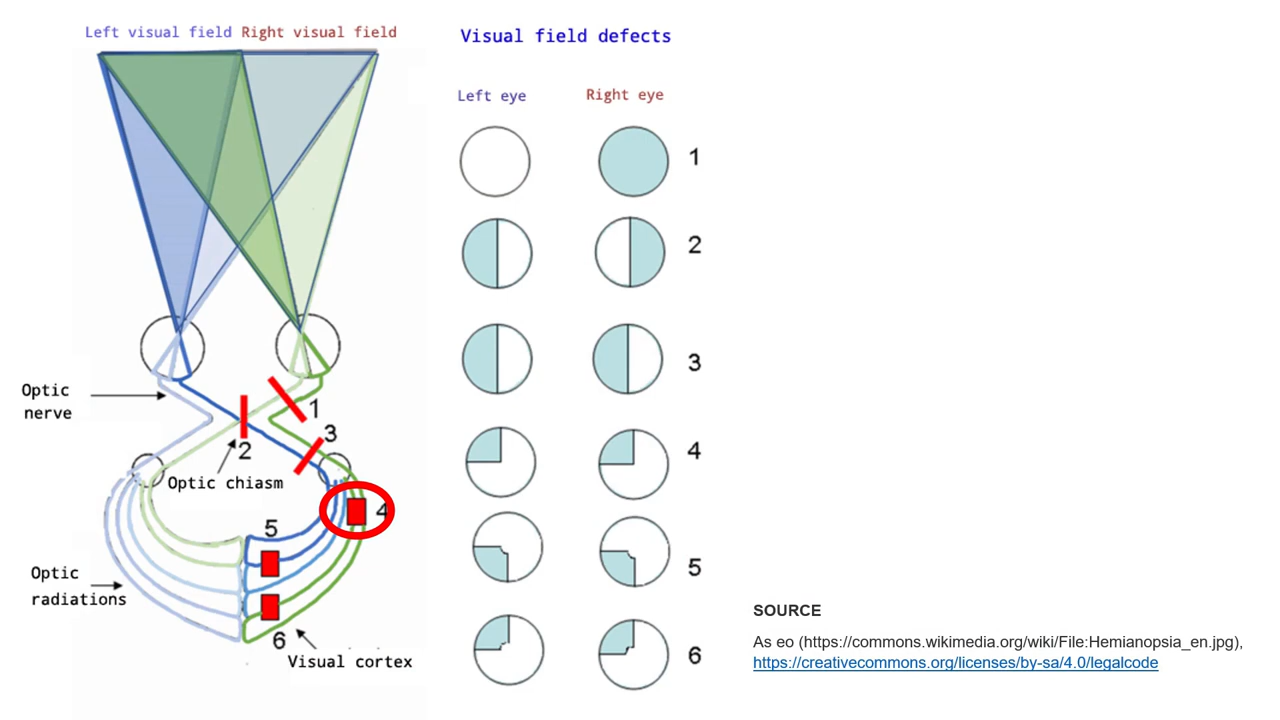 Left visual field Right visual field
Visual field defects
Left eye
Right eye
1
2
3
4
5
6
Optic
nerve
1
3
2
Optic chiasm
4
5
Optic
radiations
6
Visual cortex
SOURCE
As eo (https://commons.wikimedia.org/wiki/File:Hemianopsia_en.jpg),
https://creativecommons.org/licenses/by-sa/4.0/legalcode